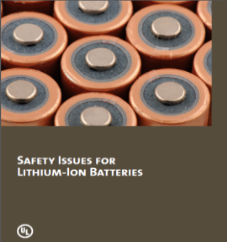 Safety Issues for
Lithium-Ion Batteries
UL